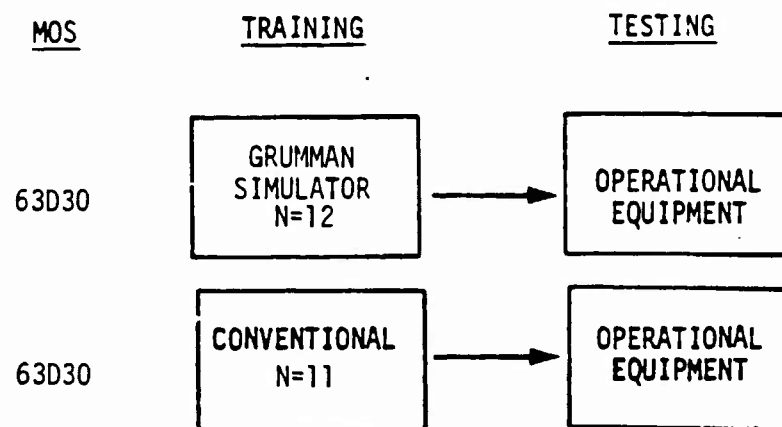 MOS TRAINING TESTING
GRUMMAN
SIMULATOR
N=12
63D30
OPERATIONAL
EQUIPMENT
CONVENTIONAL
N=11
63D30
OPERATIONAL
EQUIPMENT